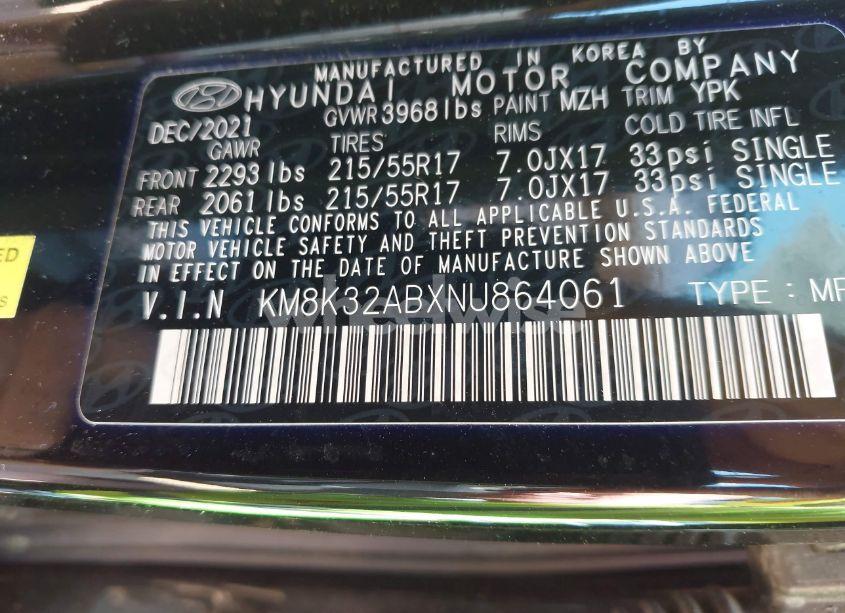 MANUFACTURED IN KOREA BY
HYUNDAI MOTOR COMPANY
DEC/2021 GVWR 3968 lbs PAINT MZH TRIM YPK
GAWR TIRES RIMS COLD TIRE INFL
FRONT 2293 lbs 215/55R17 7.0JX17 33psi SINGLE
REAR 2061 lbs 215/55R17 7.0JX17 33psi SINGLE
THIS VEHICLE CONFORMS TO ALL APPLICABLE U.S.A. FEDERAL
MOTOR VEHICLE SAFETY AND THEFT PREVENTION STANDARDS
IN EFFECT ON THE DATE OF MANUFACTURE SHOWN ABOVE
V.I.N KM8K32ABXNU864061 TYPE : MP
wheelwise
ED